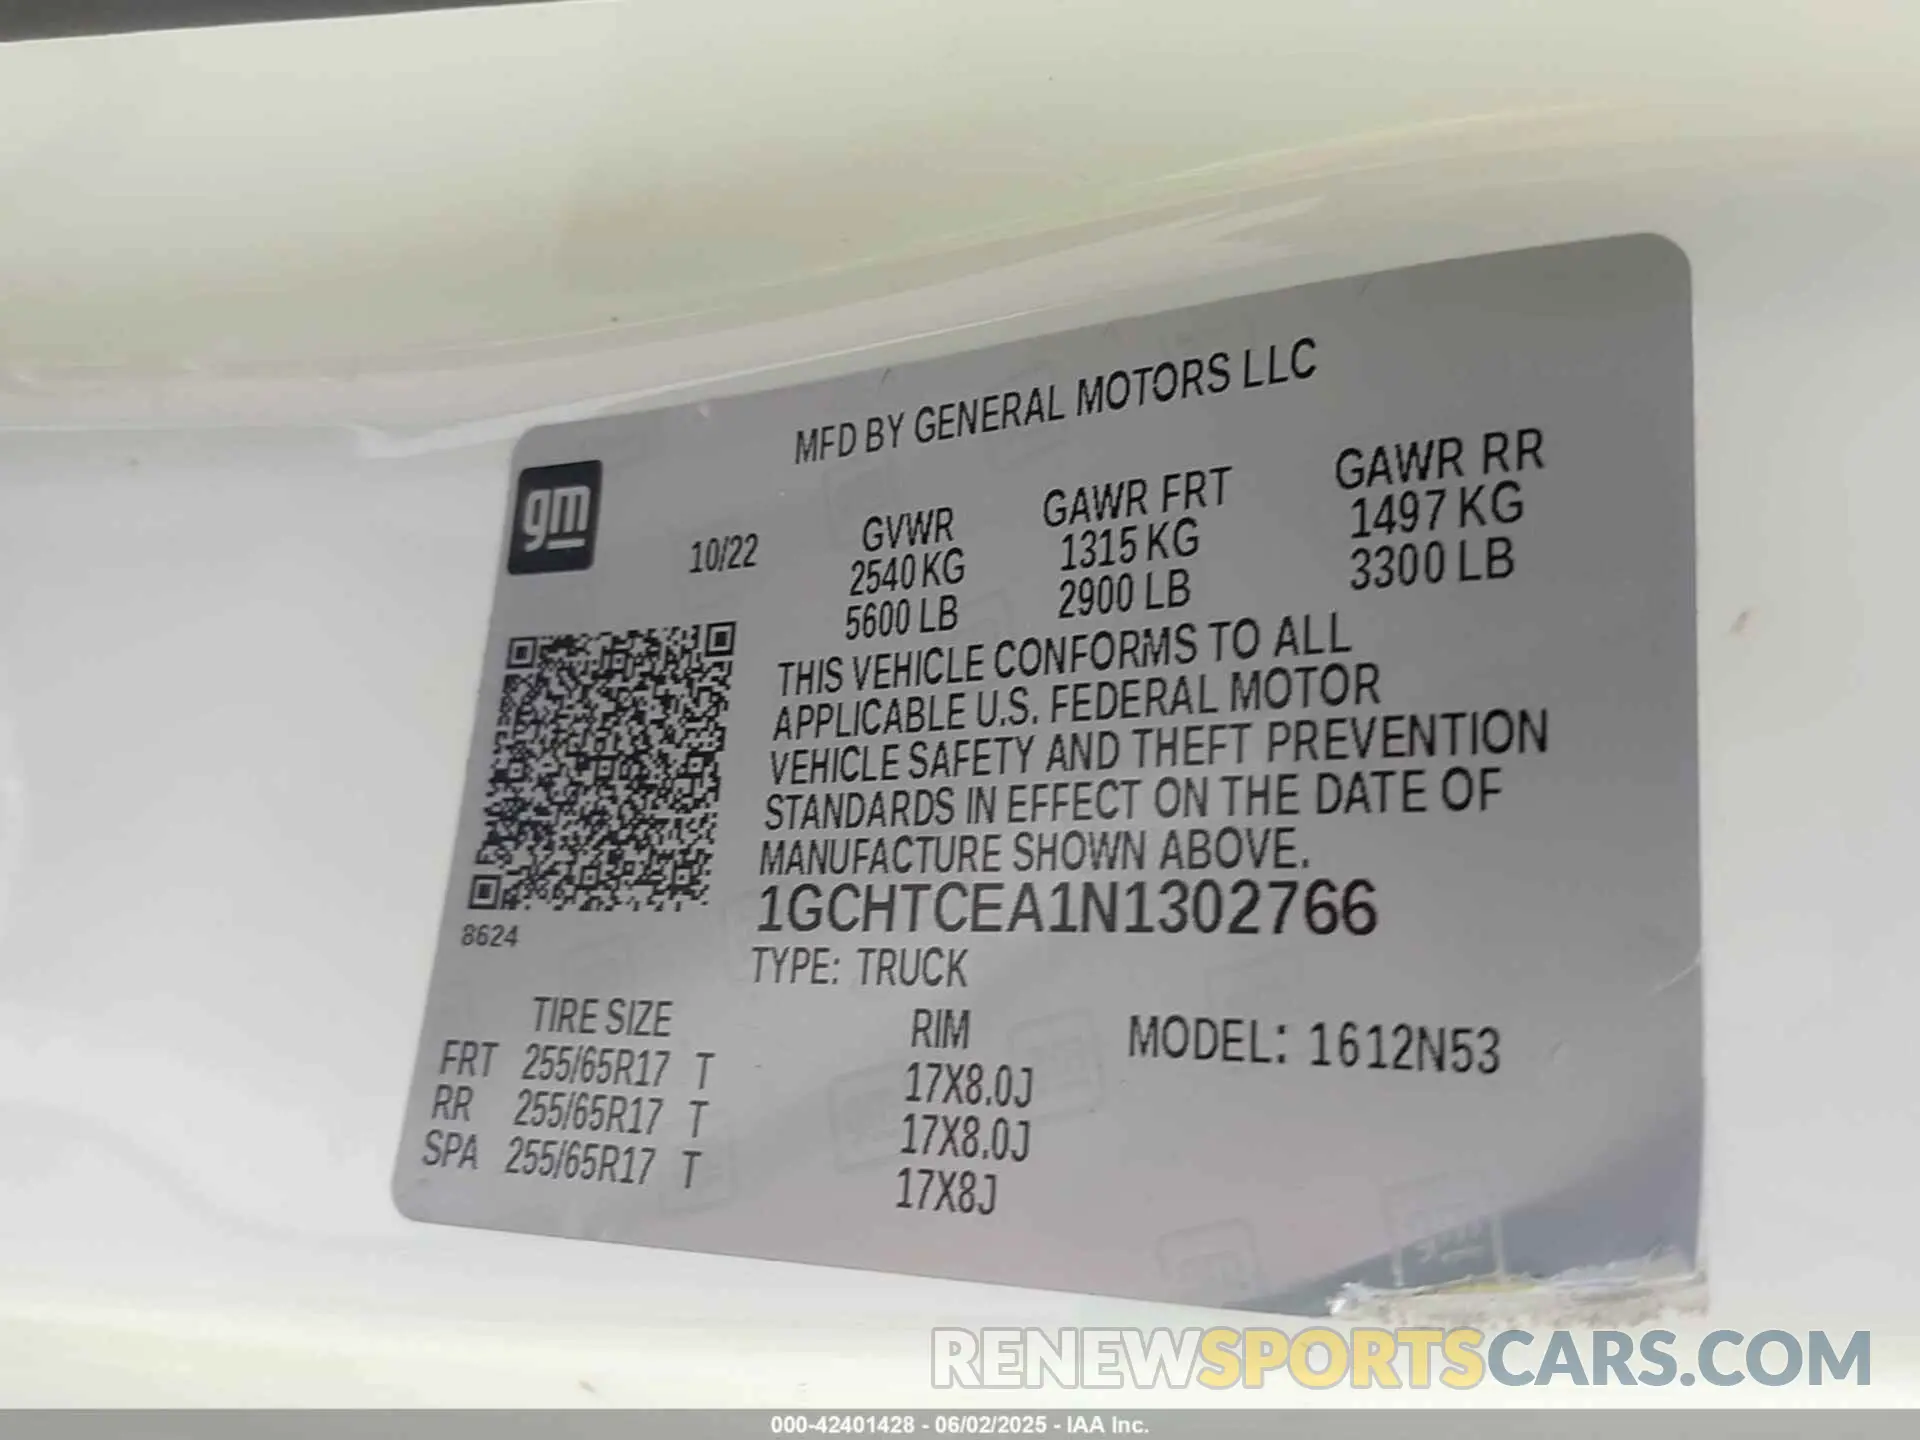 MFD BY GENERAL MOTORS LLC
gm
10/22
GVWR GAWR FRT GAWR RR
2540 KG 1315 KG 1497 KG
5600 LB 2900 LB 3300 LB
THIS VEHICLE CONFORMS TO ALL
APPLICABLE U.S. FEDERAL MOTOR
VEHICLE SAFETY AND THEFT PREVENTION
STANDARDS IN EFFECT ON THE DATE OF
MANUFACTURE SHOWN ABOVE.
1GCHTCEA1N1302766
8624
TYPE: TRUCK
TIRE SIZE RIM MODEL: 1612N53
FRT 255/65R17 T 17X8.0J
RR 255/65R17 T 17X8.0J
SPA 255/65R17 T 17X8J
RENEWSPORTSCARS.COM
000-42401428 - 06/02/2025 - IAA Inc.